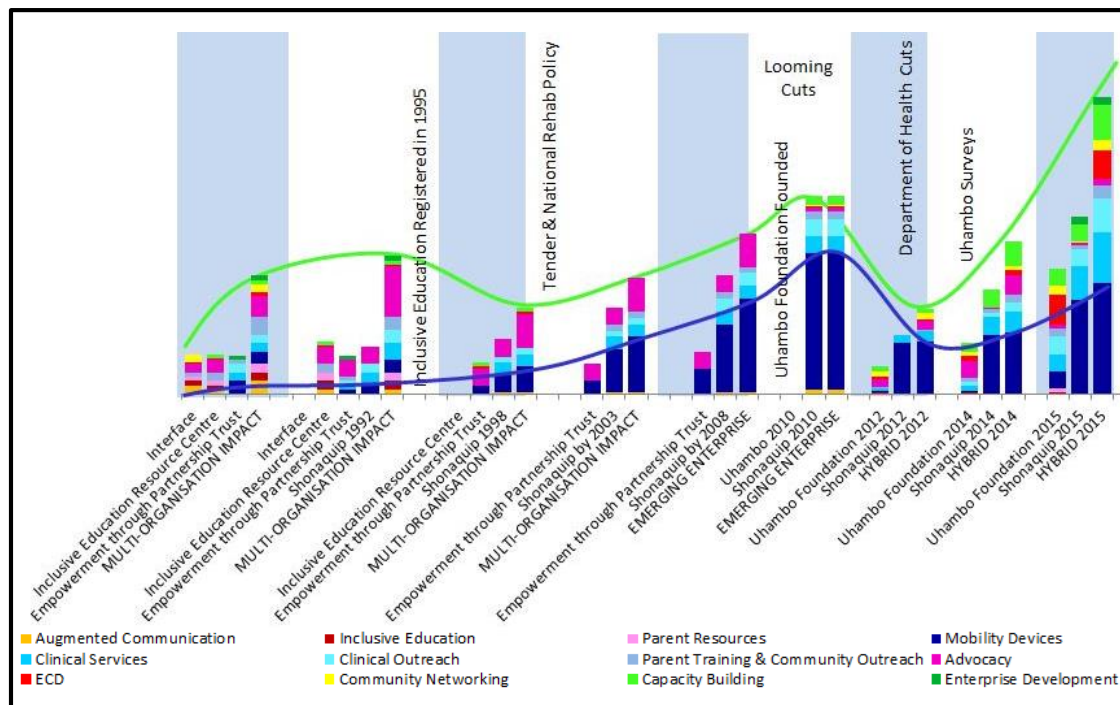 Inclusive Education Registered in 1995
Tender & National Rehab Policy
Looming
Cuts
Uhambo Foundation Founded
Department of Health Cuts
Uhambo Surveys
Interface
Inclusive Education Resource Centre
Empowerment through Partnership Trust
MULTI-ORGANISATION IMPACT
Interface
Inclusive Education Resource Centre
Empowerment through Partnership Trust
Shonaquip 1992
MULTI-ORGANISATION IMPACT
Inclusive Education Resource Centre
Empowerment through Partnership Trust
Shonaquip 1998
MULTI-ORGANISATION IMPACT
Empowerment through Partnership Trust
Shonaquip by 2003
MULTI-ORGANISATION IMPACT
Empowerment through Partnership Trust
Shonaquip by 2008
EMERGING ENTERPRISE
Uhambo 2010
Shonaquip 2010
EMERGING ENTERPRISE
Uhambo Foundation 2012
Shonaquip 2012
HYBRID 2012
Uhambo Foundation 2014
Shonaquip 2014
HYBRID 2014
Uhambo Foundation 2015
Shonaquip 2015
HYBRID 2015
Augmented Communication
Inclusive Education
Parent Resources
Mobility Devices
Clinical Services
Clinical Outreach
Parent Training & Community Outreach
Advocacy
ECD
Community Networking
Capacity Building
Enterprise Development